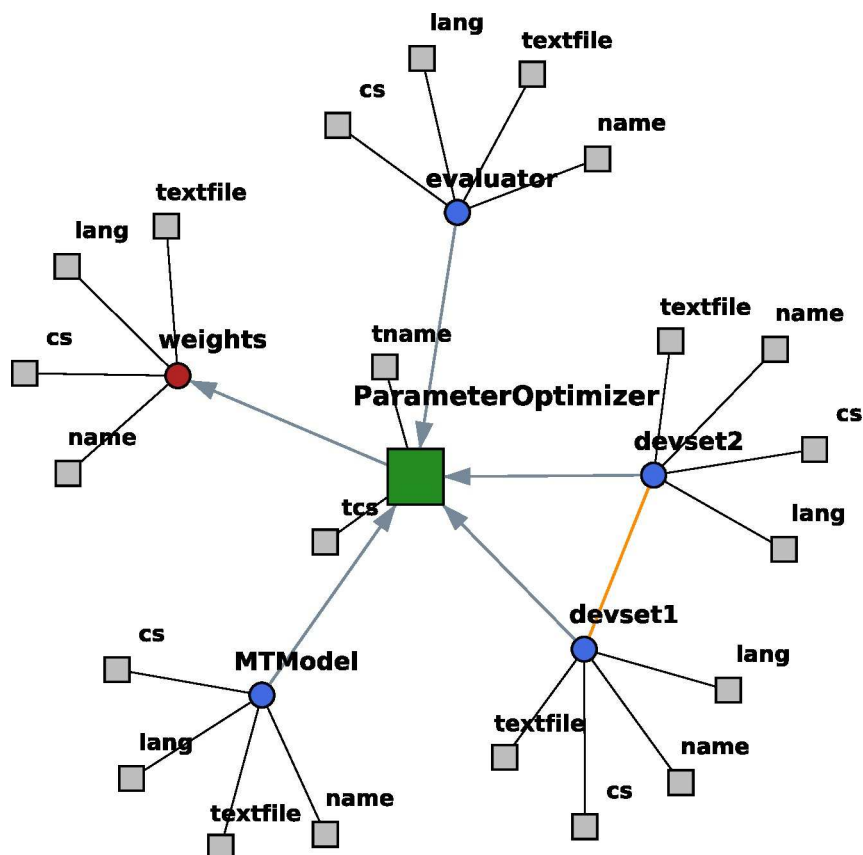 lang
textfile
cs
name
evaluator
textfile
lang
weights
cs
name
tname
ParameterOptimizer
tcs
textfile
name
cs
devset2
lang
devset1
lang
textfile
name
cs
cs
MTModel
lang
textfile
name